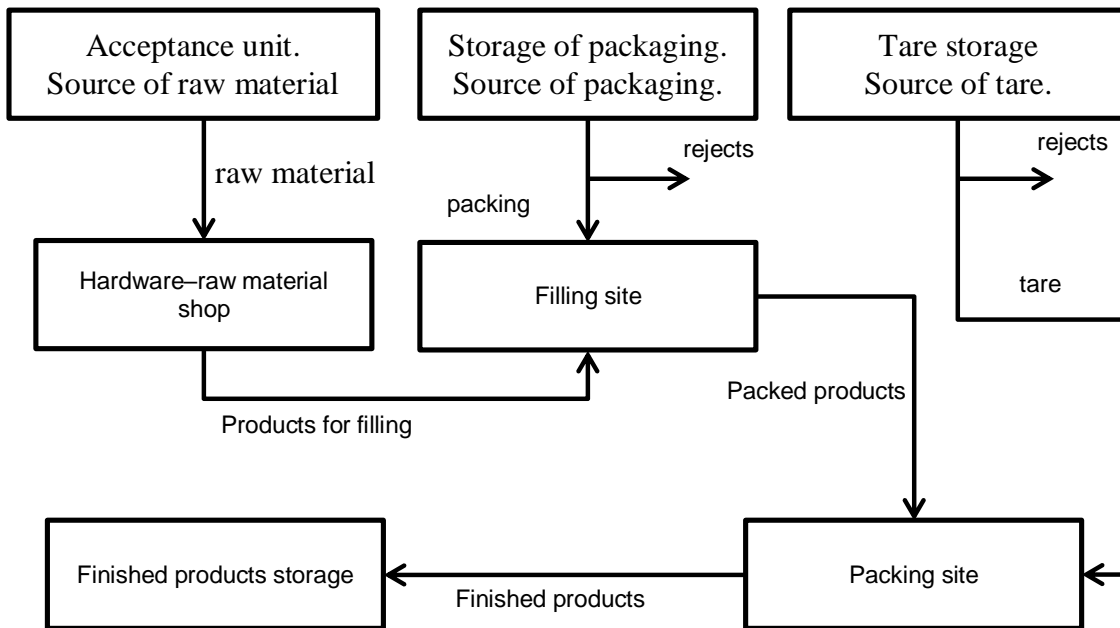 Acceptance unit.
Source of raw material
Storage of packaging.
Source of packaging.
Tare storage
Source of tare.
rejects
rejects
raw material
packing
Hardware–raw material
shop
Filling site
tare
Packed products
Products for filling
Finished products storage
Finished products
Packing site